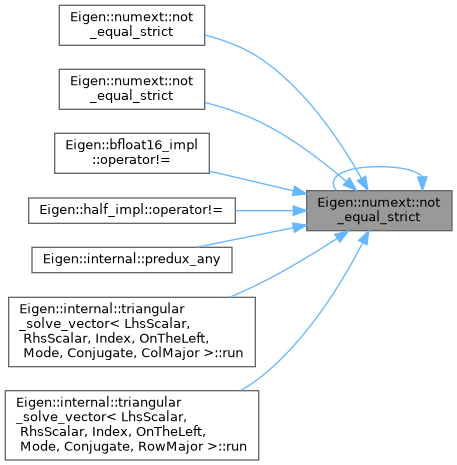 Eigen::numext::not
_equal_strict
Eigen::numext::not
_equal_strict
Eigen::bfloat16_impl
::operator!=
Eigen::half_impl::operator!=
Eigen::internal::predux_any
Eigen::internal::triangular
_solve_vector< LhsScalar,
RhsScalar, Index, OnTheLeft,
Mode, Conjugate, ColMajor >::run
Eigen::internal::triangular
_solve_vector< LhsScalar,
RhsScalar, Index, OnTheLeft,
Mode, Conjugate, RowMajor >::run
Eigen::numext::not
_equal_strict